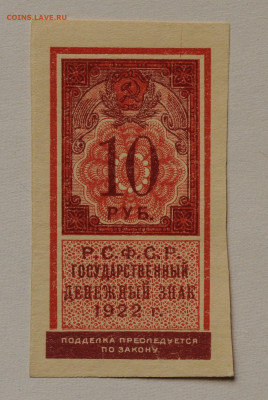 COINS.LAVE.RU
10
РУБ.
Р.С.Ф.С.Р.
ГОСУДАРСТВЕННЫЙ
ДЕНЕЖНЫЙ ЗНАК
1922 г.
ПОДДЕЛКА ПРЕСЛЕДУЕТСЯ
ПО ЗАКОНУ.